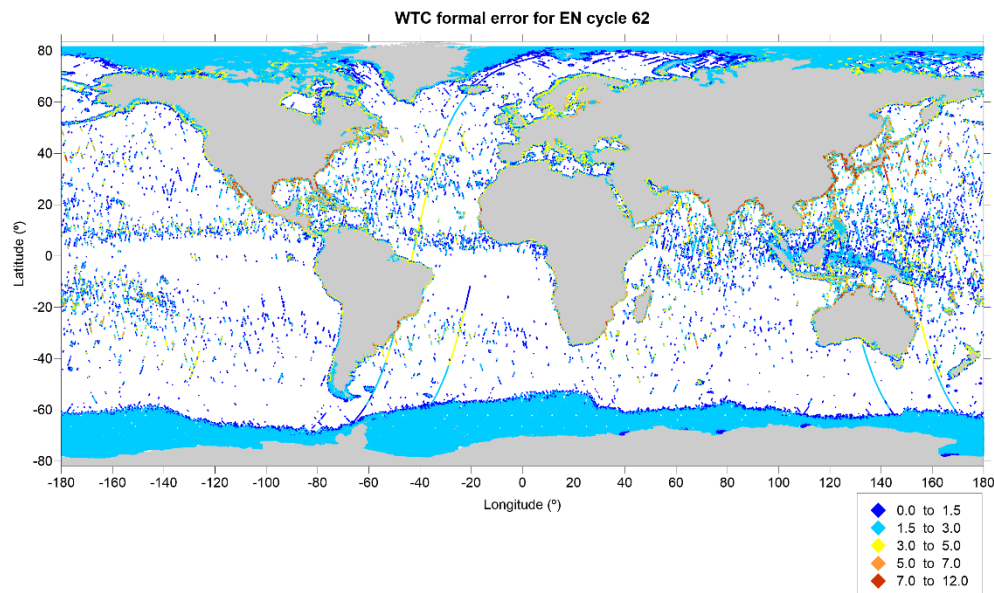 WTC formal error for EN cycle 62
80
60
40
20
0
-20
-40
-60
-80
Latitude (º)
-180 -160 -140 -120 -100 -80 -60 -40 -20 0 20 40 60 80 100 120 140 160 180
Longitude (º)
0.0 to 1.5
1.5 to 3.0
3.0 to 5.0
5.0 to 7.0
7.0 to 12.0